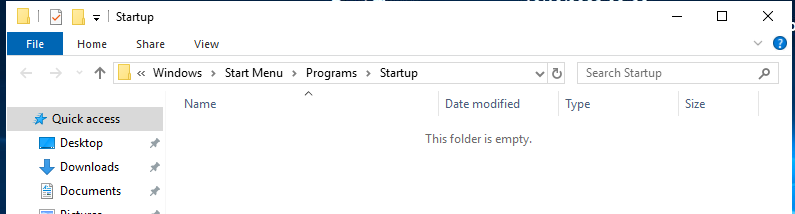 Startup
File Home Share View
« Windows › Start Menu › Programs › Startup Search Startup
Name Date modified Type Size
Quick access This folder is empty.
Desktop
Downloads
Documents